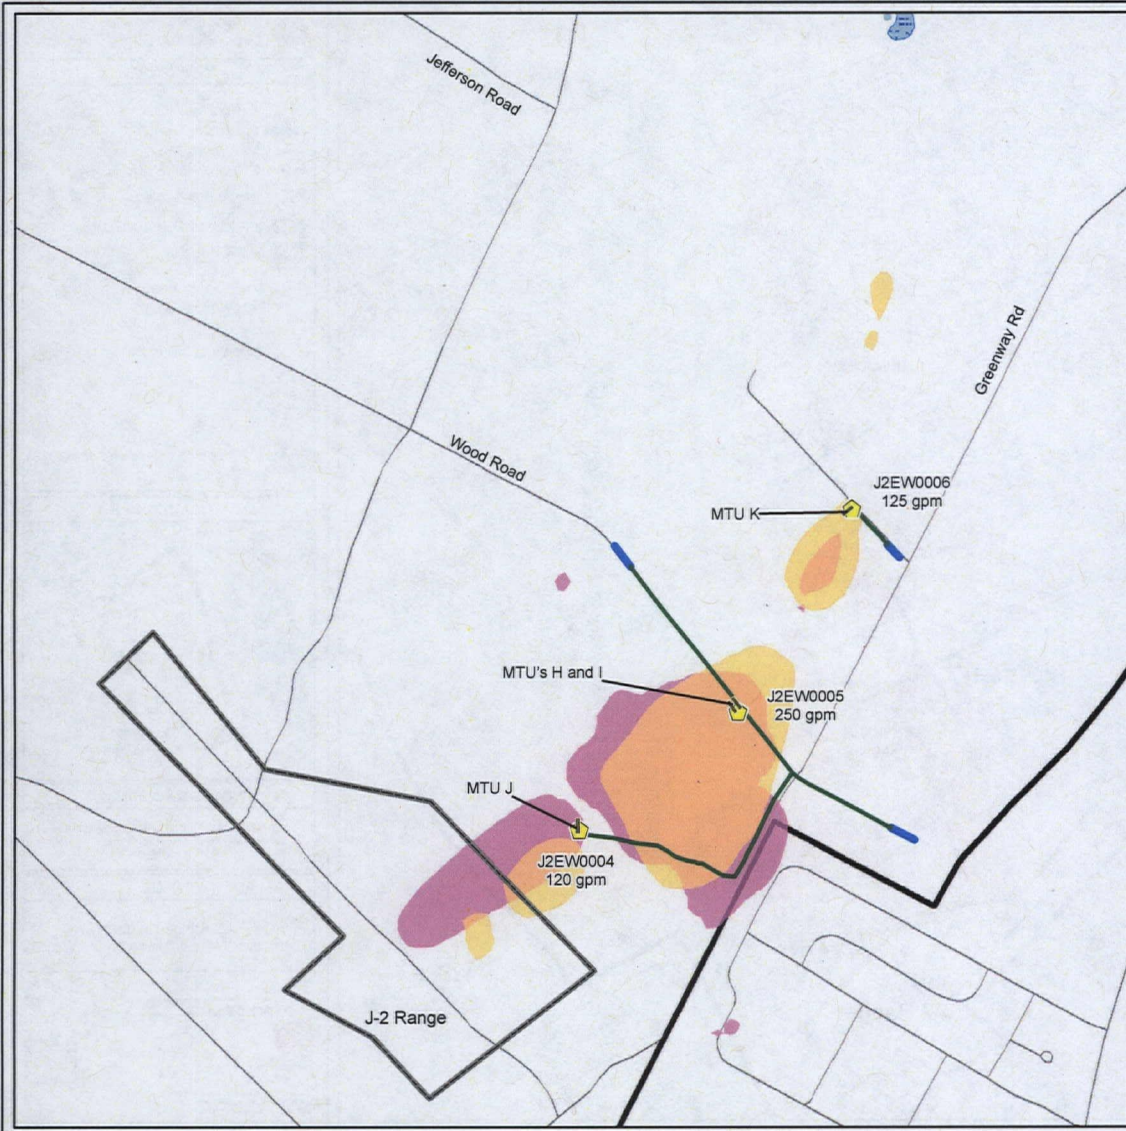 Jefferson Road
Greenway Rd
Wood Road
J2EW0006
125 gpm
MTU K
MTU's H and I
J2EW0005
250 gpm
MTU J
J2EW0004
120 gpm
J-2 Range